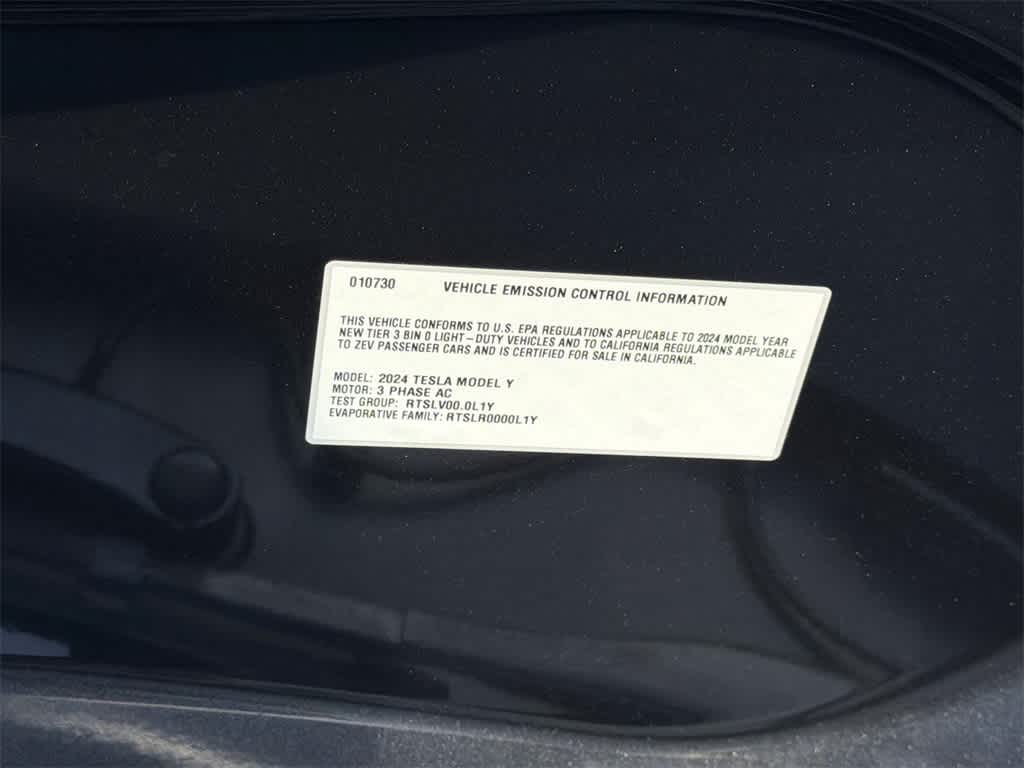 010730 VEHICLE EMISSION CONTROL INFORMATION
THIS VEHICLE CONFORMS TO U.S. EPA REGULATIONS APPLICABLE TO 2024 MODEL YEAR
NEW TIER 3 BIN 0 LIGHT-DUTY VEHICLES AND TO CALIFORNIA REGULATIONS APPLICABLE
TO ZEV PASSENGER CARS AND IS CERTIFIED FOR SALE IN CALIFORNIA.
MODEL: 2024 TESLA MODEL Y
MOTOR: 3 PHASE AC
TEST GROUP: RTSLV00.0L1Y
EVAPORATIVE FAMILY: RTSLR0000L1Y